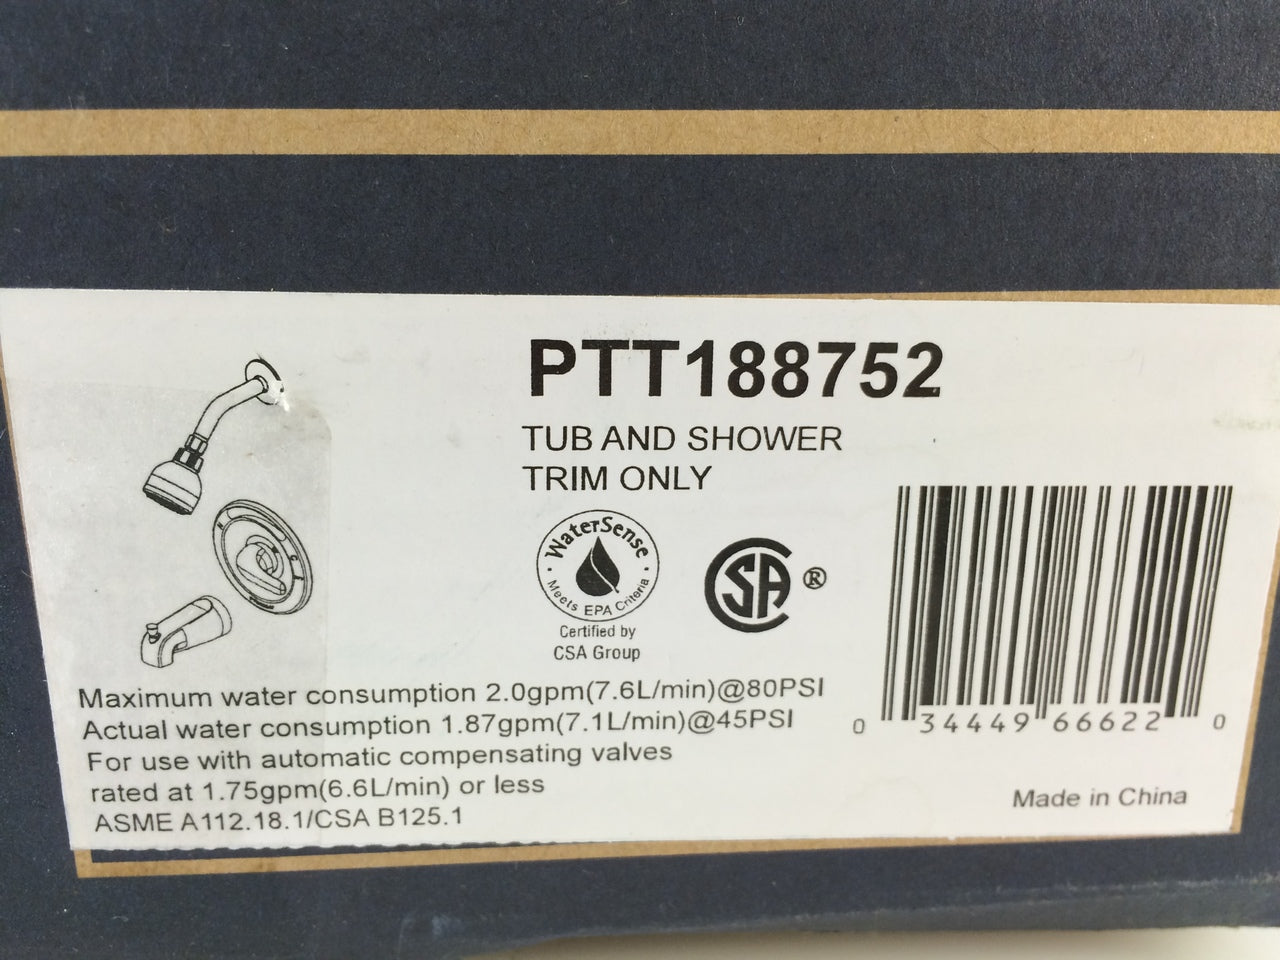 PTT188752
TUB AND SHOWER
TRIM ONLY
WaterSense
Meets EPA Criteria
Certified by
CSA Group
SA ®
0 34449 66622 0
Maximum water consumption 2.0gpm(7.6L/min)@80PSI
Actual water consumption 1.87gpm(7.1L/min)@45PSI
For use with automatic compensating valves
rated at 1.75gpm(6.6L/min) or less
ASME A112.18.1/CSA B125.1
Made in China